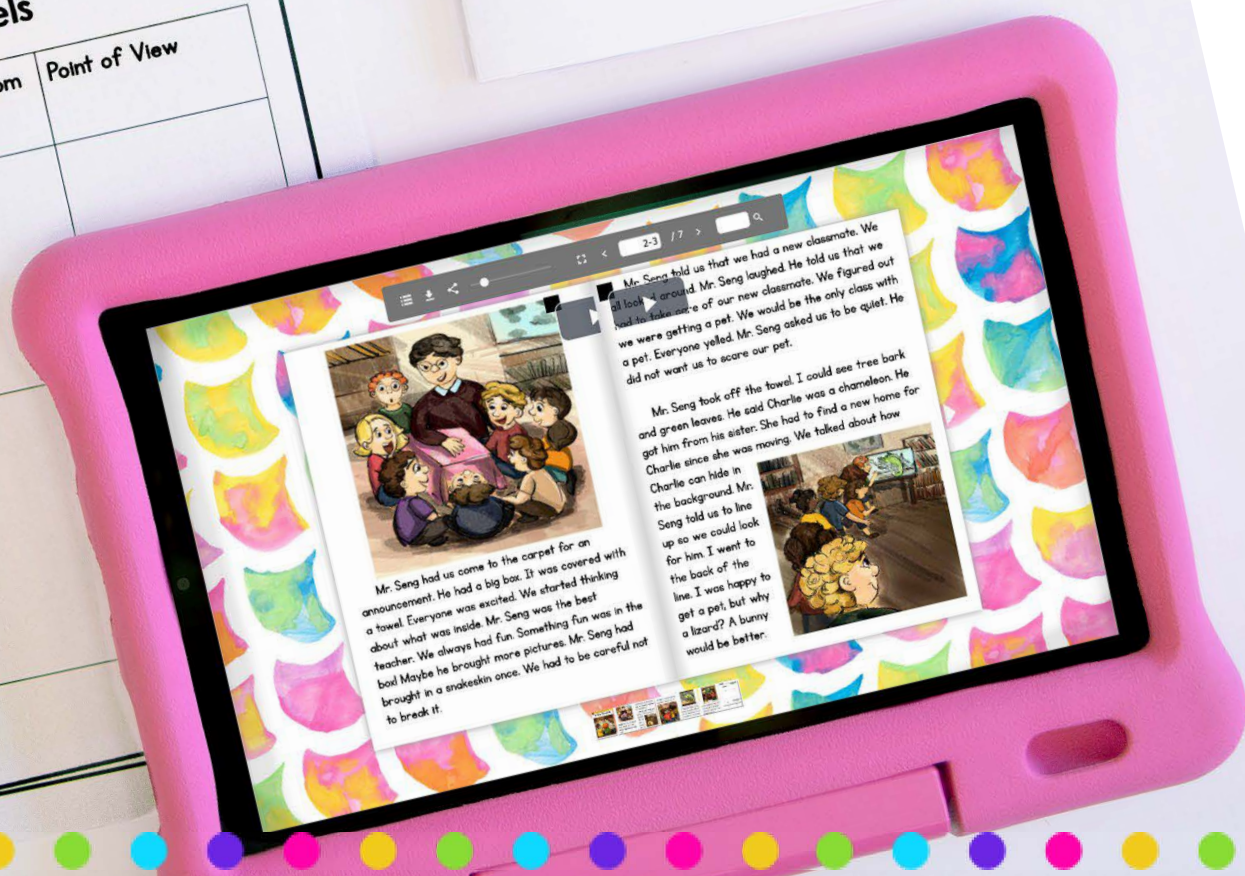 els
om
Point of View
2-3
/ 7
Mr. Seng had us come to the carpet for an
announcement. He had a big box. It was covered with
a towel. Everyone was excited. We started thinking
about what was inside. Mr. Seng was the best
teacher. We always had fun. Something fun was in the
box! Maybe he brought more pictures. Mr. Seng had
brought in a snakeskin once. We had to be careful not
to break it.
Mr. Seng told us that we had a new classmate. We
all looked around. Mr. Seng laughed. He told us that we
had to take care of our new classmate. We figured out
we were getting a pet. We would be the only class with
a pet. Everyone yelled. Mr. Seng asked us to be quiet. He
did not want us to scare our pet.
Mr. Seng took off the towel. I could see tree bark
and green leaves. He said Charlie was a chameleon. He
got him from his sister. She had to find a new home for
Charlie since she was moving. We talked about how
Charlie can hide in
the background. Mr.
Seng told us to line
up so we could look
for him. I went to
the back of the
line. I was happy to
get a pet, but why
a lizard? A bunny
would be better.